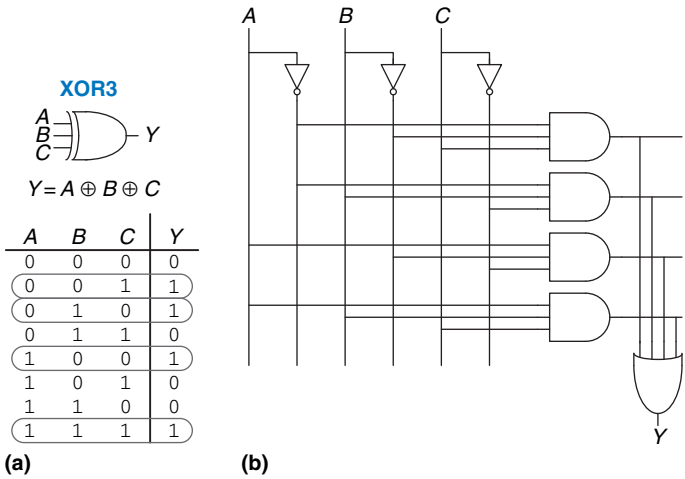 XOR3
A
B
C
Y
Y = A ⊕ B ⊕ C
A B C Y
0 0 0 0
0 0 1 1
0 1 0 1
0 1 1 0
1 0 0 1
1 0 1 0
1 1 0 0
1 1 1 1
(a)
A B C
Y
(b)